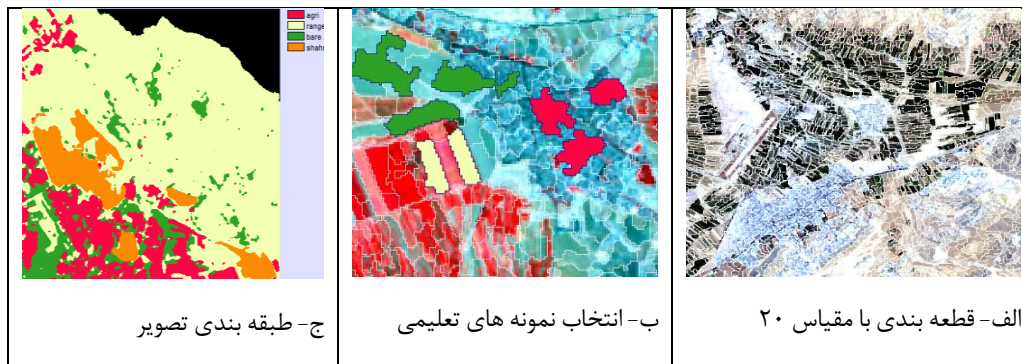 agri
range
bare
shahr
الف- قطعه بندی با مقیاس ۲۰
ب- انتخاب نمونه های تعلیمی
ج- طبقه بندی تصویر